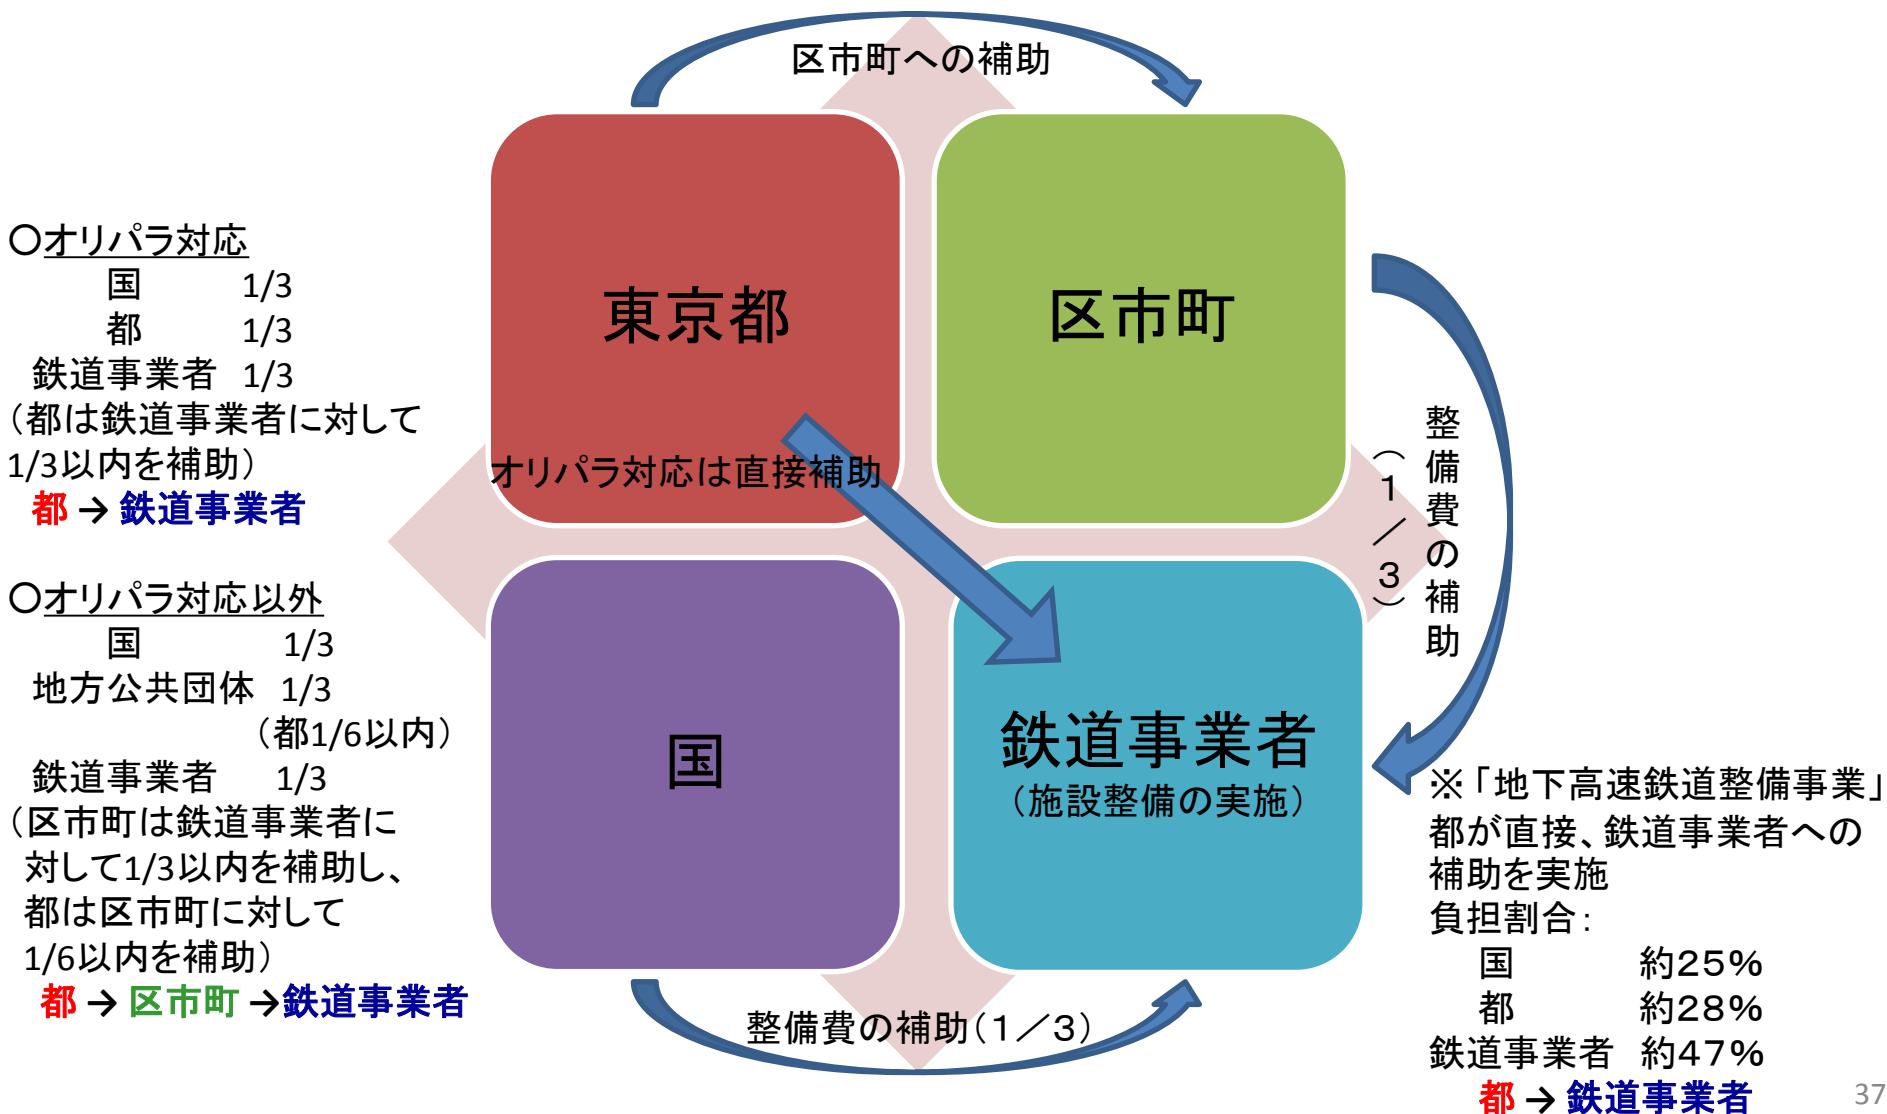 区市町への補助
東京都
区市町
オリパラ対応は直接補助
国
鉄道事業者
（施設整備の実施）
整備費の補助
（１／３）
整備費の補助（１／３）
〇オリパラ対応
国 1/3
都 1/3
鉄道事業者 1/3
（都は鉄道事業者に対して
1/3以内を補助）
都 → 鉄道事業者
〇オリパラ対応以外
国 1/3
地方公共団体 1/3
（都1/6以内）
鉄道事業者 1/3
（区市町は鉄道事業者に
対して1/3以内を補助し、
都は区市町に対して
1/6以内を補助）
都 → 区市町 →鉄道事業者
※「地下高速鉄道整備事業」
都が直接、鉄道事業者への
補助を実施
負担割合：
国 約２５％
都 約２８％
鉄道事業者 約４７％
都 → 鉄道事業者
37